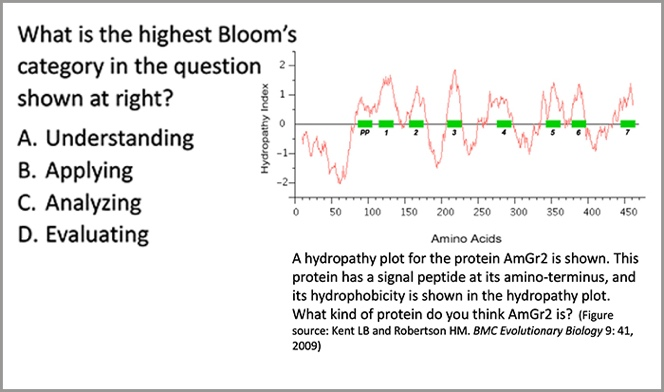 What is the highest Bloom's
category in the question
shown at right?
A. Understanding
B. Applying
C. Analyzing
D. Evaluating
Hydropathy Index
2
1
0
−1
−2
PP 1 2 3 4 5 6 7
0 50 100 150 200 250 300 350 400 450
Amino Acids
A hydropathy plot for the protein AmGr2 is shown. This
protein has a signal peptide at its amino-terminus, and
its hydrophobicity is shown in the hydropathy plot.
What kind of protein do you think AmGr2 is? (Figure
source: Kent LB and Robertson HM. BMC Evolutionary Biology 9: 41,
2009)